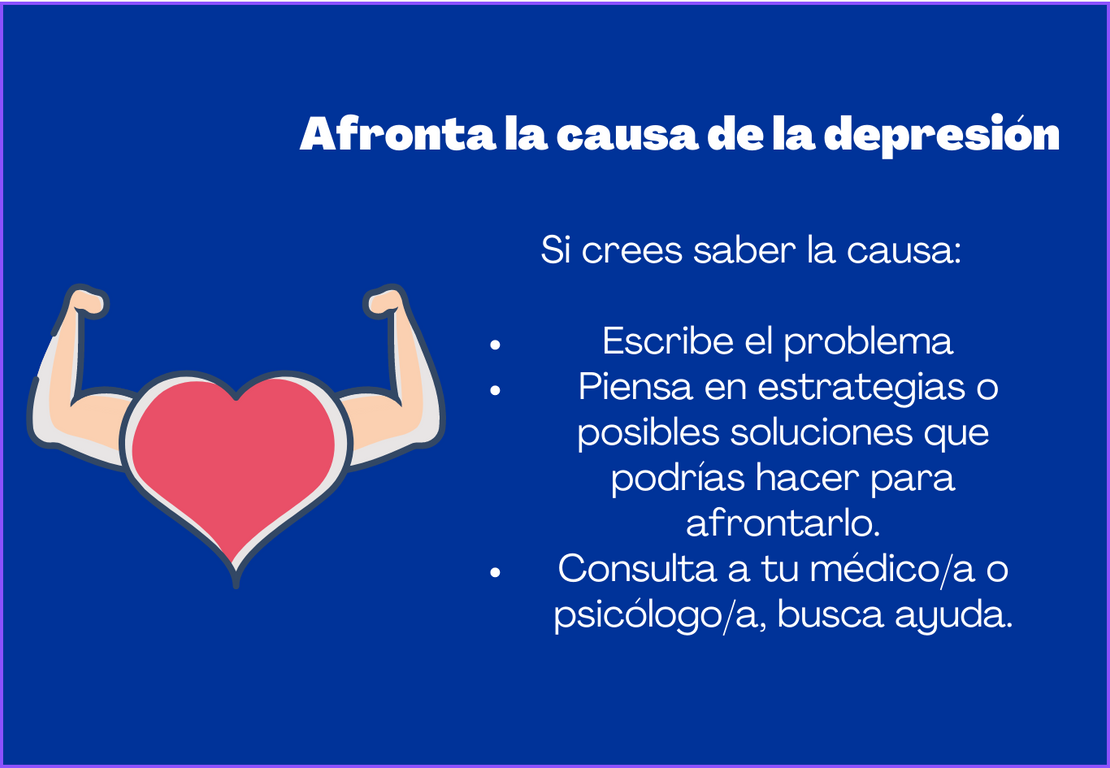 Afronta la causa de la depresión
Si crees saber la causa:
• Escribe el problema
• Piensa en estrategias o
posibles soluciones que
podrías hacer para
afrontarlo.
• Consulta a tu médico/a o
psicólogo/a, busca ayuda.